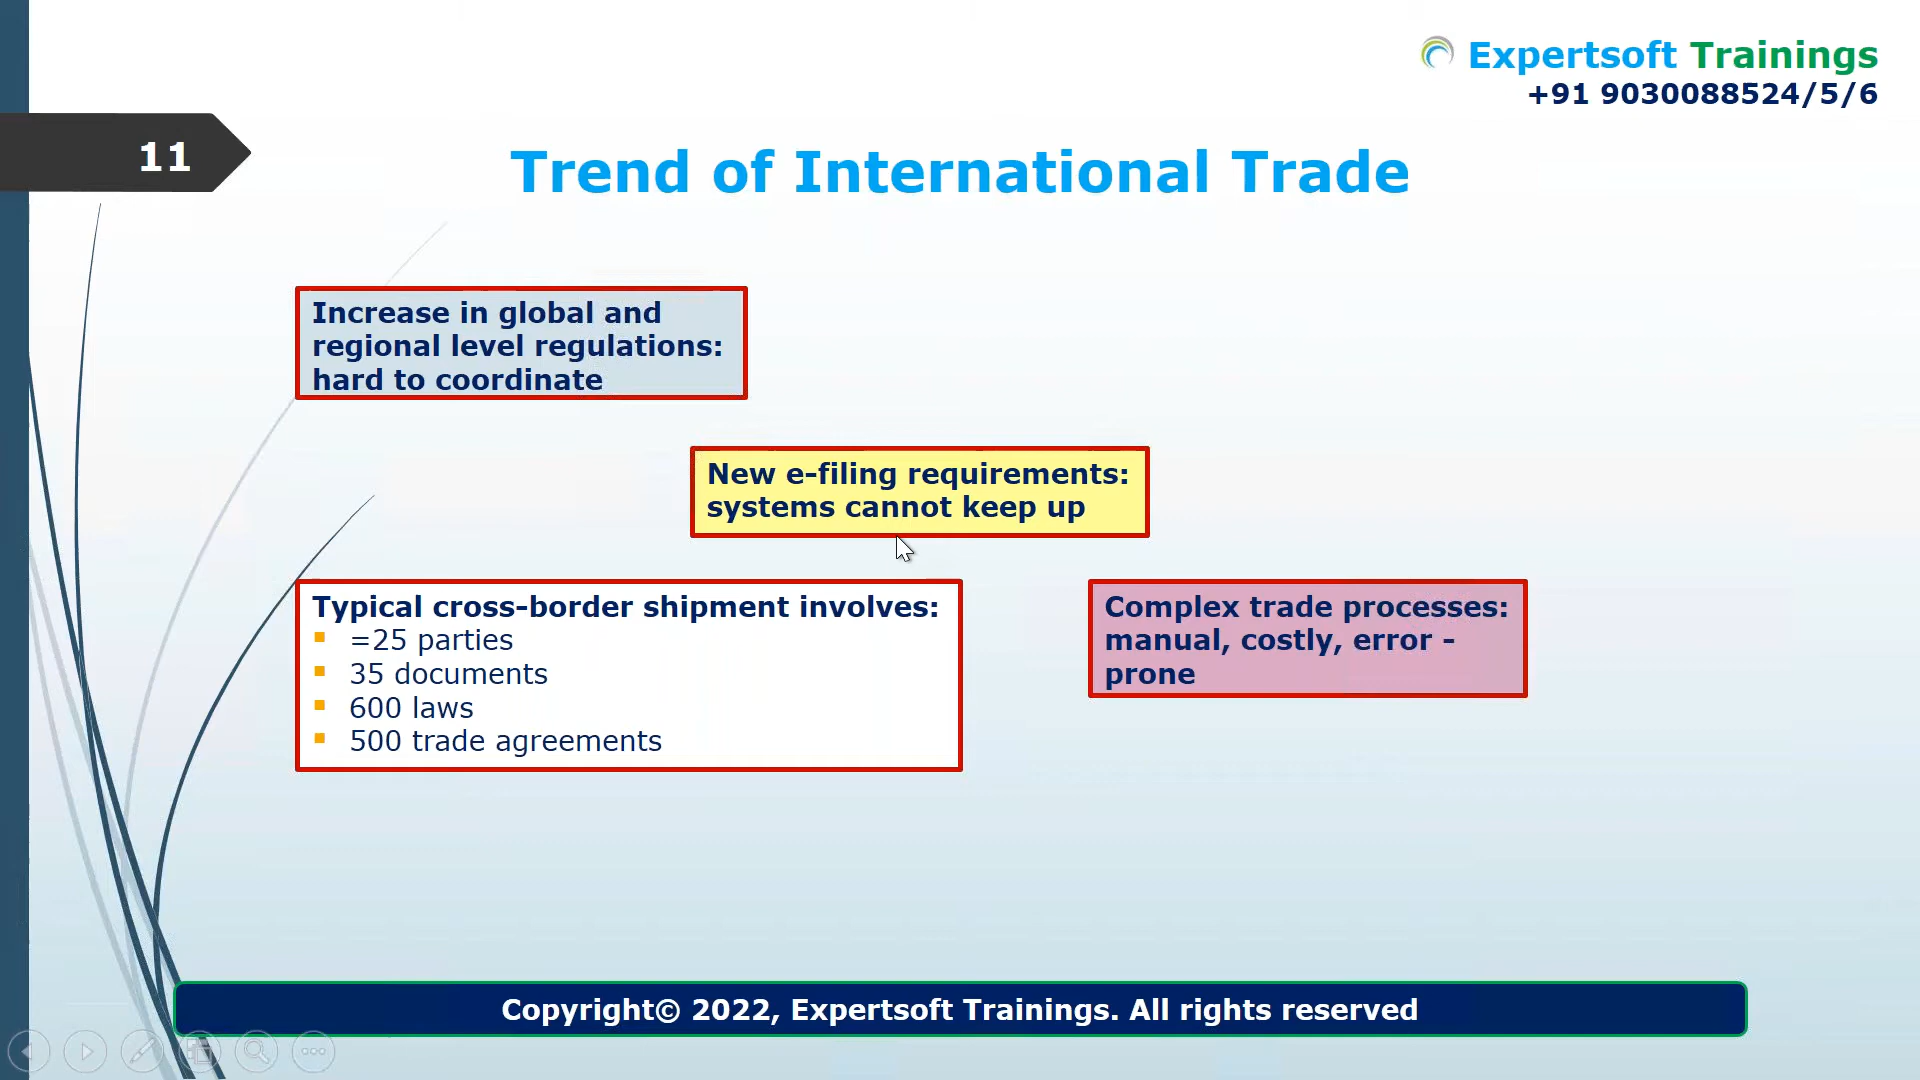 Expertsoft Trainings
+91 9030088524/5/6
11
Trend of International Trade
Increase in global and
regional level regulations:
hard to coordinate
New e-filing requirements:
systems cannot keep up
Typical cross-border shipment involves:
▪ =25 parties
▪ 35 documents
▪ 600 laws
▪ 500 trade agreements
Complex trade processes:
manual, costly, error –
prone
Copyright© 2022, Expertsoft Trainings. All rights reserved